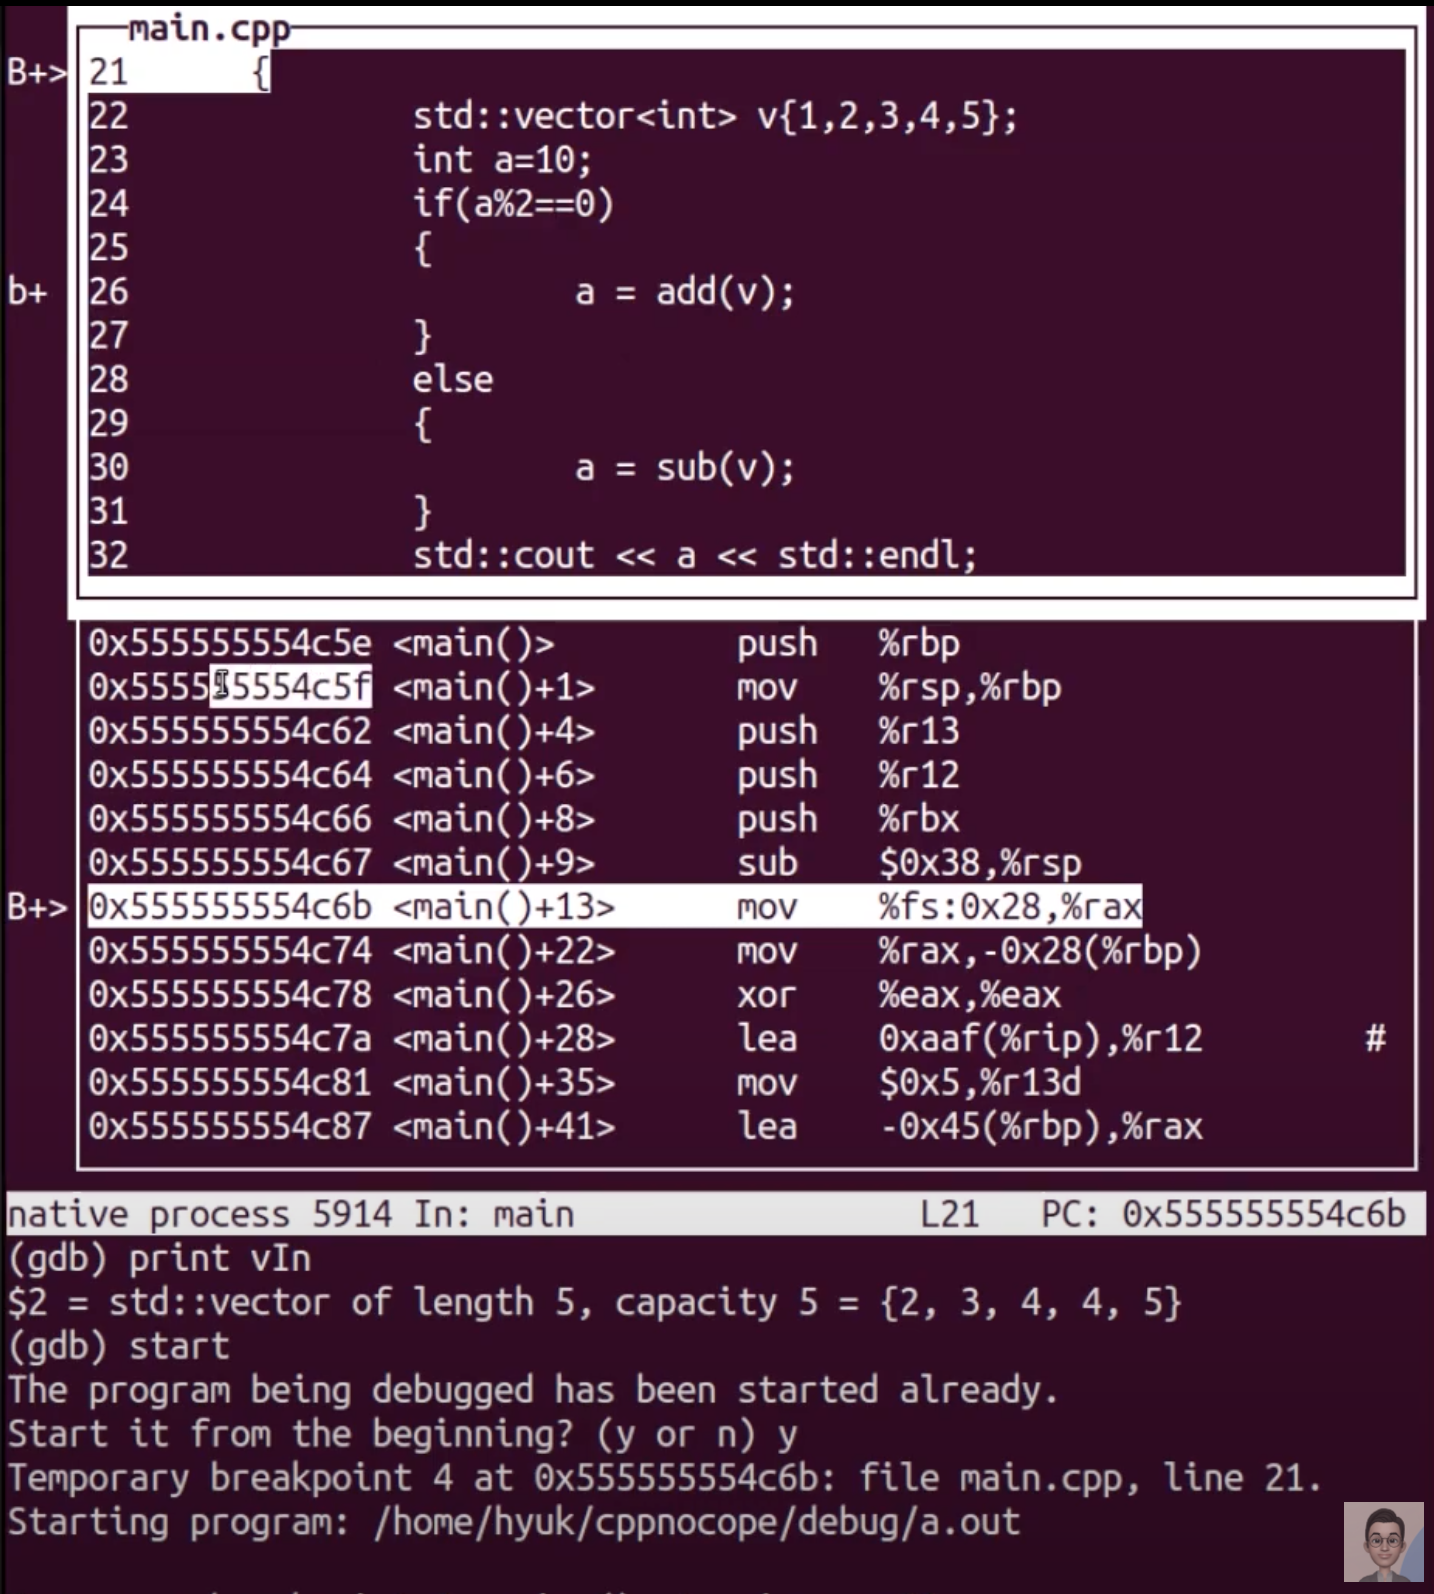 main.cpp
B+> 21 {
22 std::vector<int> v{1,2,3,4,5};
23 int a=10;
24 if(a%2==0)
25 {
b+ 26 a = add(v);
27 }
28 else
29 {
30 a = sub(v);
31 }
32 std::cout << a << std::endl;
0x555555554c5e <main()> push %rbp
0x555555554c5f <main()+1> mov %rsp,%rbp
0x555555554c62 <main()+4> push %r13
0x555555554c64 <main()+6> push %r12
0x555555554c66 <main()+8> push %rbx
0x555555554c67 <main()+9> sub $0x38,%rsp
B+> 0x555555554c6b <main()+13> mov %fs:0x28,%rax
0x555555554c74 <main()+22> mov %rax,-0x28(%rbp)
0x555555554c78 <main()+26> xor %eax,%eax
0x555555554c7a <main()+28> lea 0xaaf(%rip),%r12 #
0x555555554c81 <main()+35> mov $0x5,%r13d
0x555555554c87 <main()+41> lea -0x45(%rbp),%rax
native process 5914 In: main L21 PC: 0x555555554c6b
(gdb) print vIn
$2 = std::vector of length 5, capacity 5 = {2, 3, 4, 4, 5}
(gdb) start
The program being debugged has been started already.
Start it from the beginning? (y or n) y
Temporary breakpoint 4 at 0x555555554c6b: file main.cpp, line 21.
Starting program: /home/hyuk/cppnocope/debug/a.out